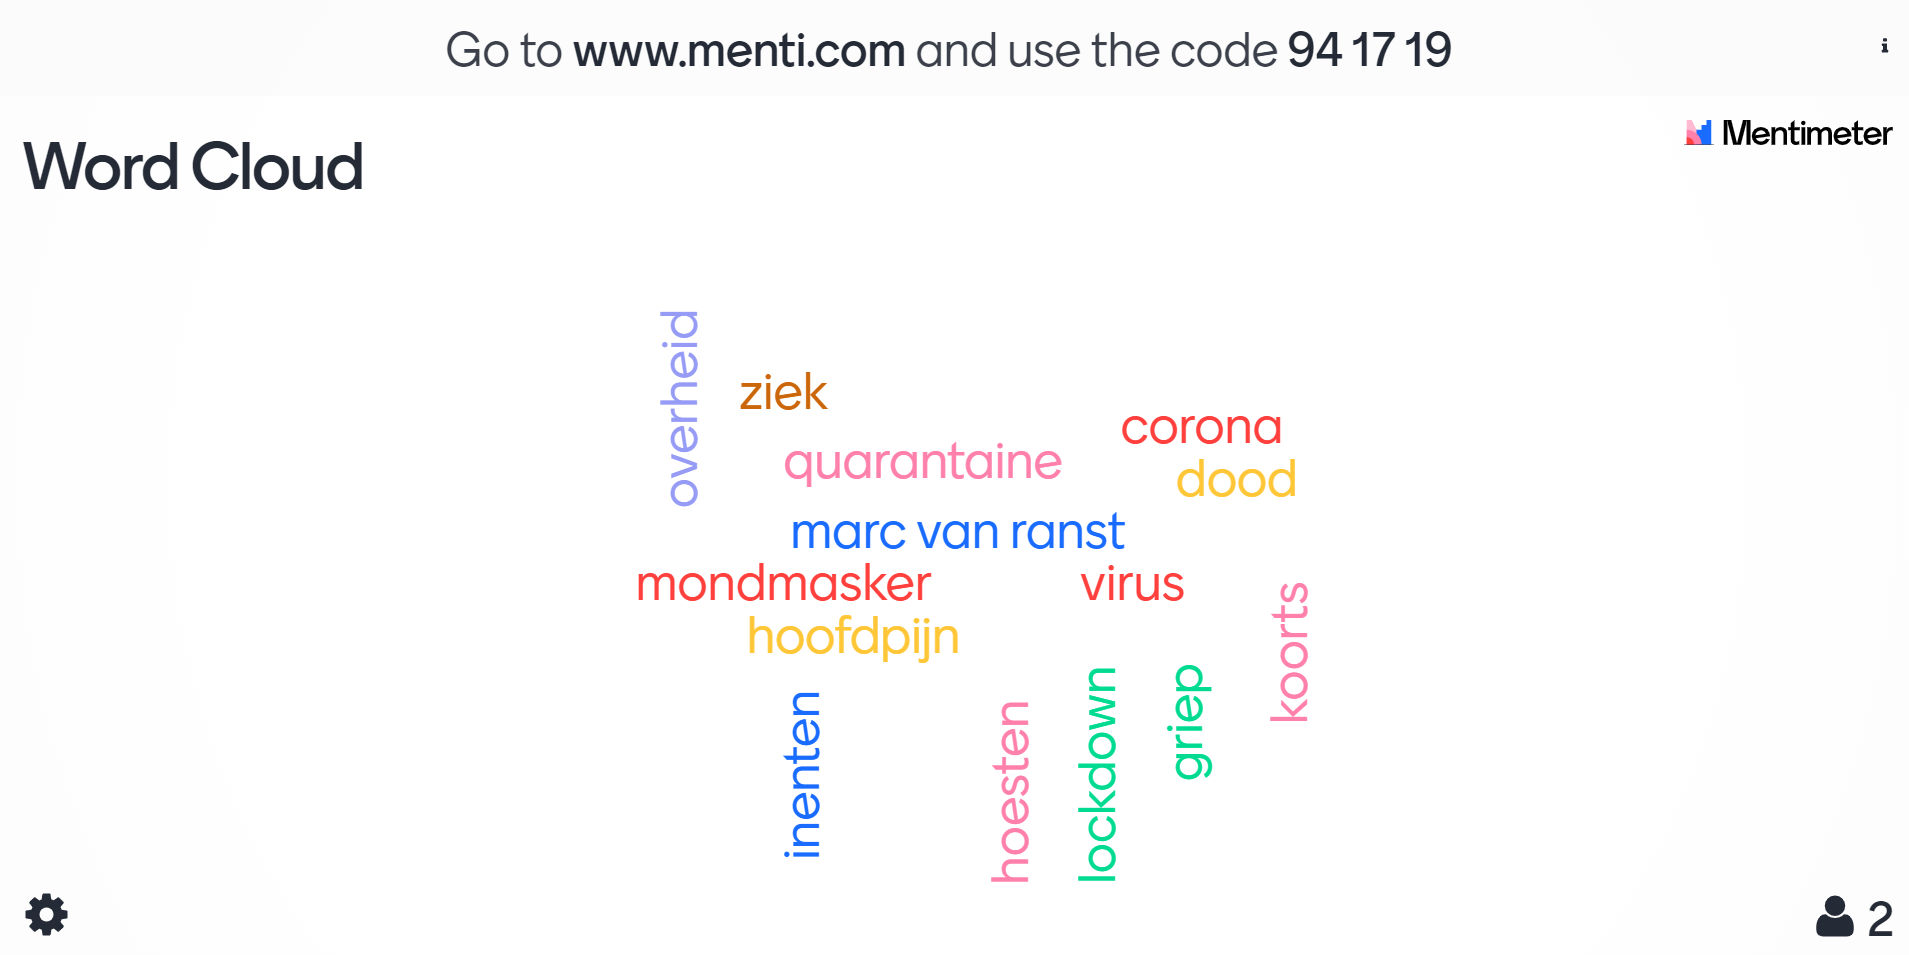 Go to www.menti.com and use the code 94 17 19
i
Mentimeter
Word Cloud
overheid
ziek
corona
quarantaine
dood
marc van ranst
mondmasker
virus
hoofdpijn
koorts
inenten
hoesten
lockdown
griep
2